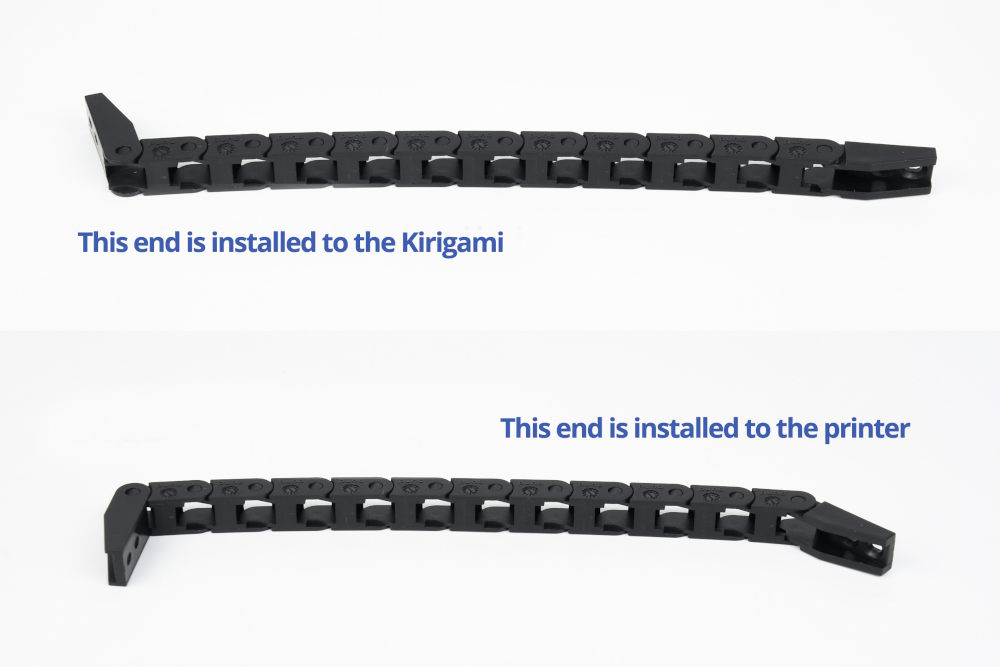 This end is installed to the Kirigami
This end is installed to the printer